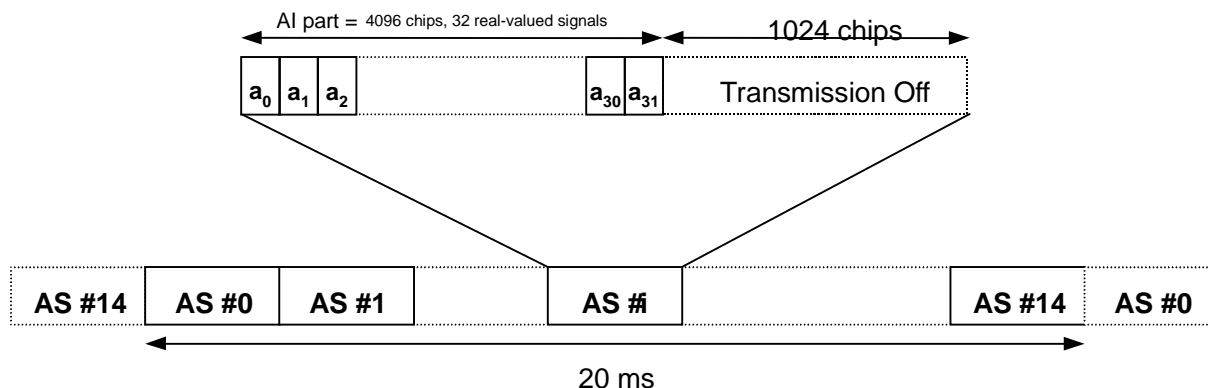 AI part = 4096 chips, 32 real-valued signals
1024 chips
a0 a1 a2 a30 a31 Transmission Off
AS #14 AS #0 AS #1 AS #i AS #14 AS #0
20 ms